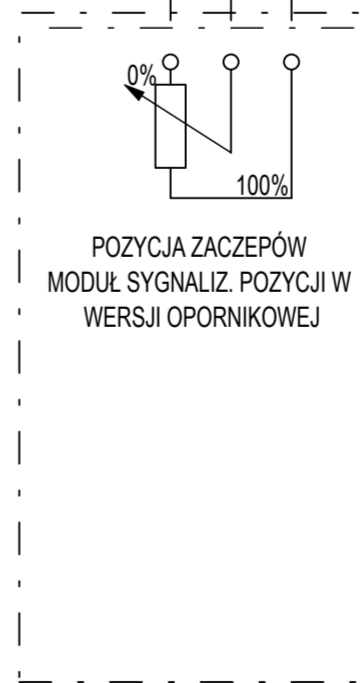 0%
100%
POZYCJA ZACZEPÓW
MODUŁ SYGNALIZ. POZYCJI W
WERSJI OPORNIKOWEJ